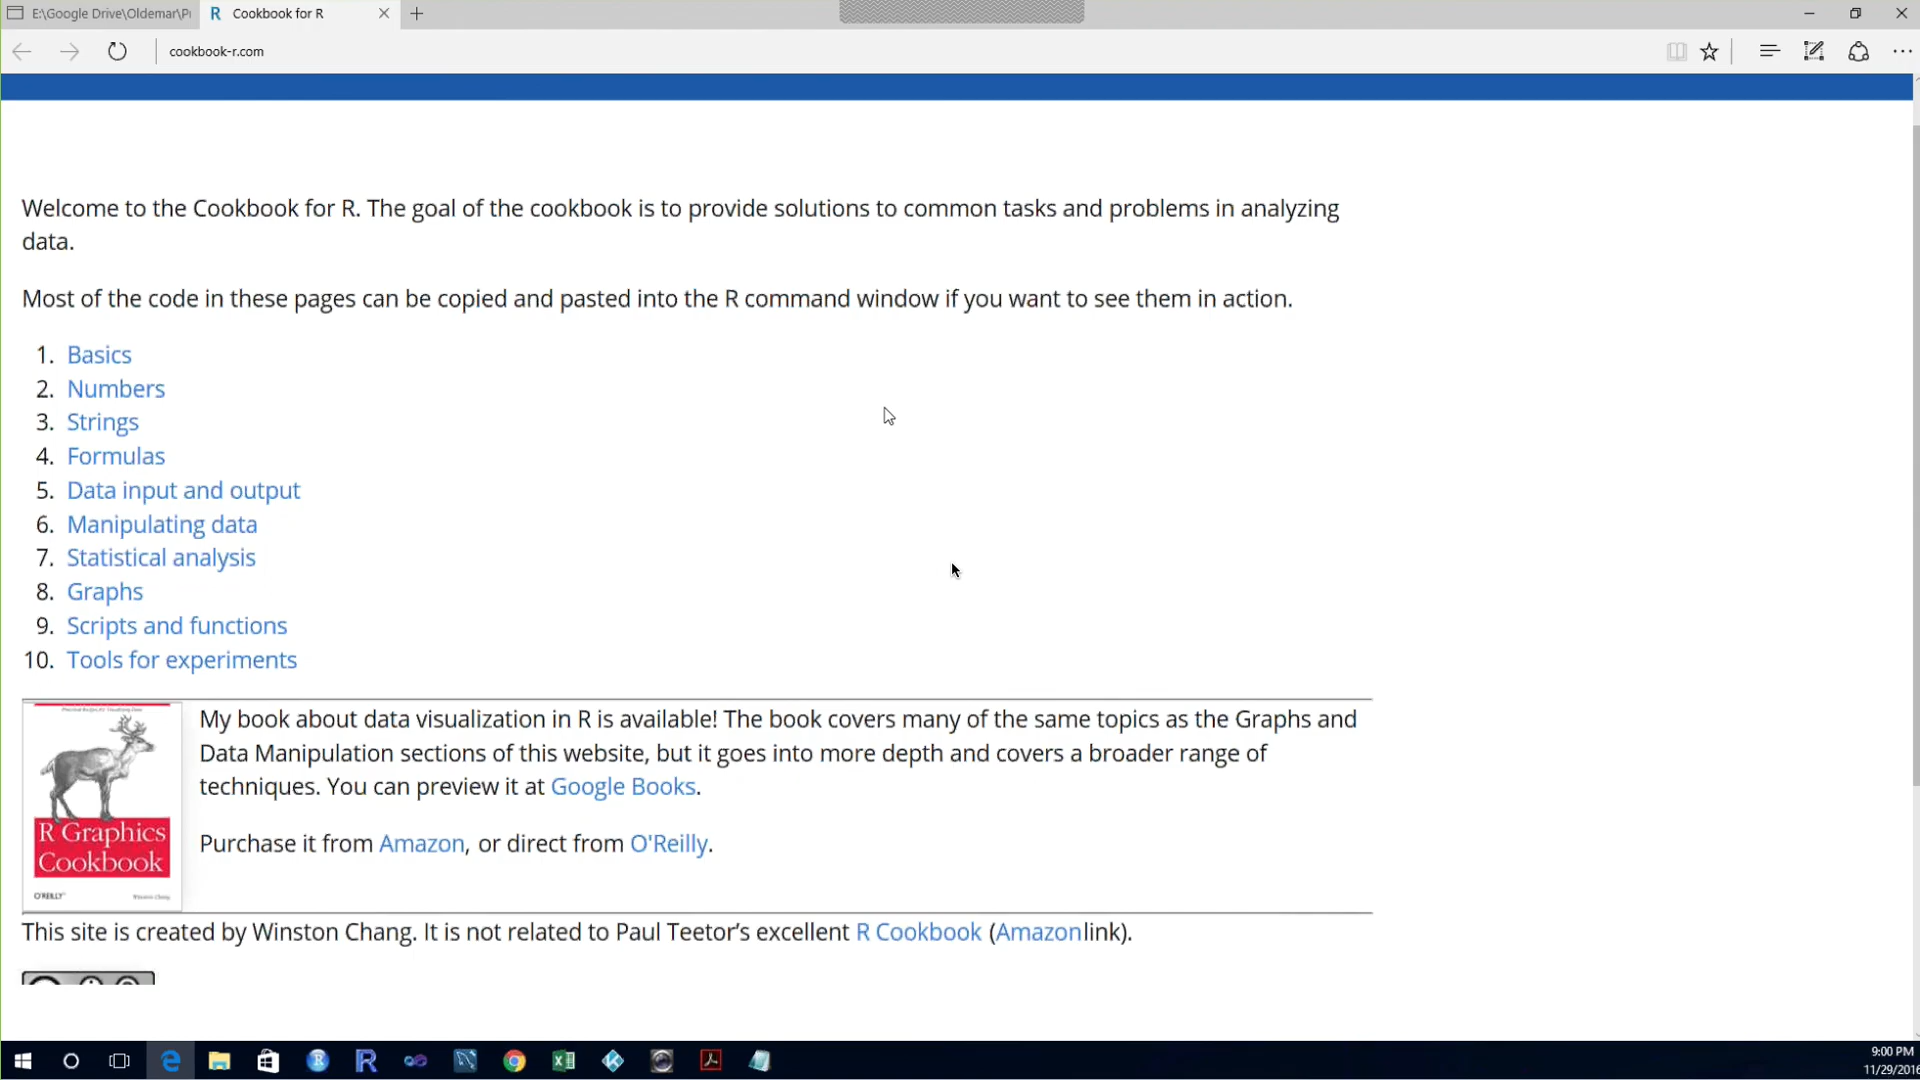 E:\Google Drive\Oldemar\Pr
Cookbook for R
cookbook-r.com
Welcome to the Cookbook for R. The goal of the cookbook is to provide solutions to common tasks and problems in analyzing
data.
Most of the code in these pages can be copied and pasted into the R command window if you want to see them in action.
1. Basics
2. Numbers
3. Strings
4. Formulas
5. Data input and output
6. Manipulating data
7. Statistical analysis
8. Graphs
9. Scripts and functions
10. Tools for experiments
My book about data visualization in R is available! The book covers many of the same topics as the Graphs and
Data Manipulation sections of this website, but it goes into more depth and covers a broader range of
techniques. You can preview it at Google Books.
Purchase it from Amazon, or direct from O'Reilly.
R Graphics
Cookbook
O'REILLY
Winston Chang
This site is created by Winston Chang. It is not related to Paul Teetor’s excellent R Cookbook (Amazonlink).
9:00 PM
11/29/2016